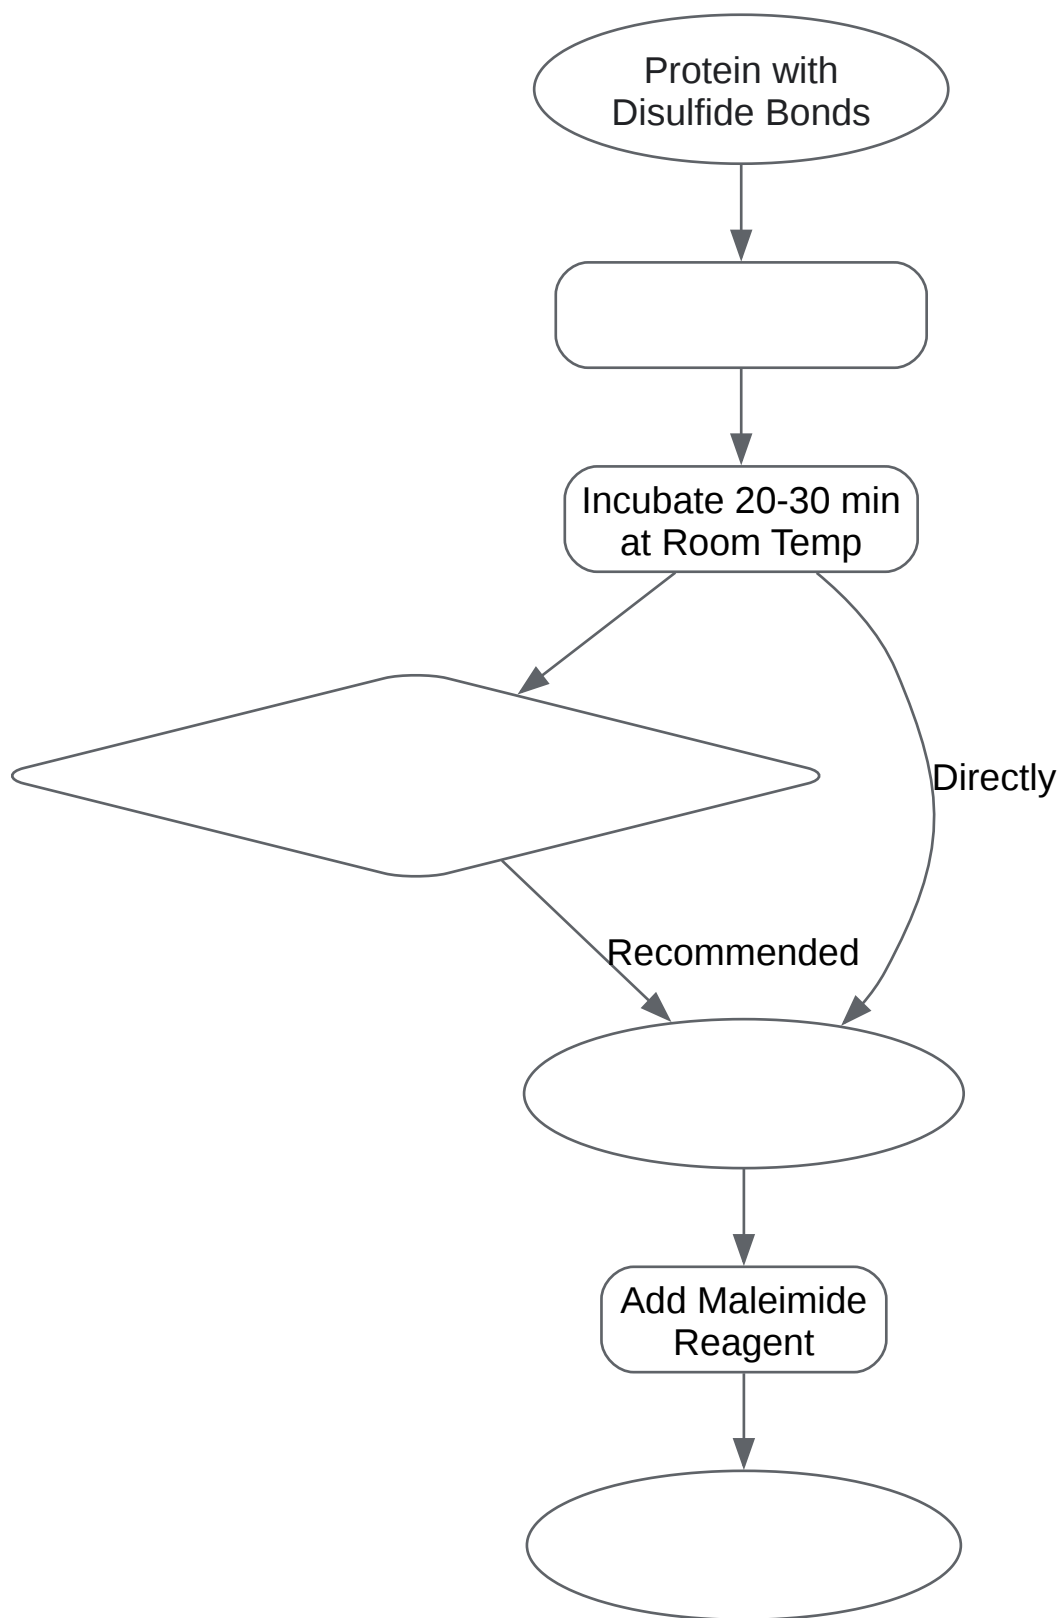 Protein with
Disulfide Bonds
Incubate 20-30 min
at Room Temp
Directly
Recommended
Add Maleimide
Reagent